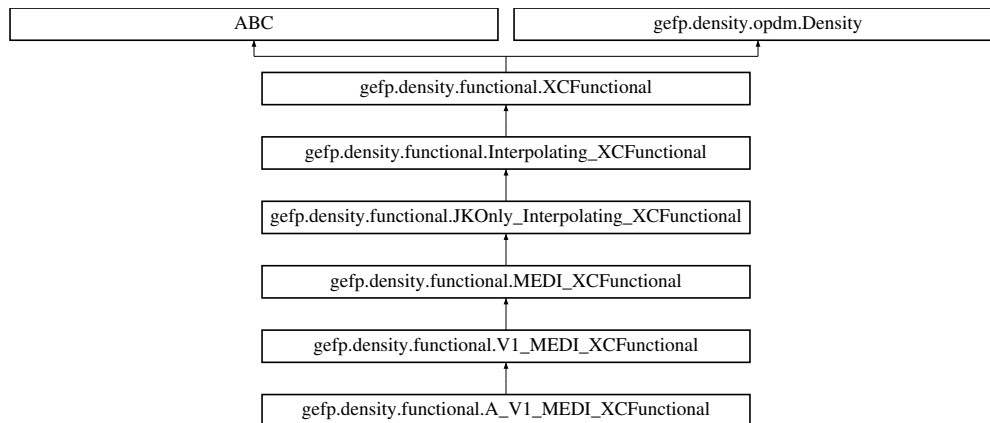 ABC
gefp.density.opdm.Density
gefp.density.functional.XCFunctional
gefp.density.functional.Interpolating_XCFunctional
gefp.density.functional.JKOnly_Interpolating_XCFunctional
gefp.density.functional.MEDI_XCFunctional
gefp.density.functional.V1_MEDI_XCFunctional
gefp.density.functional.A_V1_MEDI_XCFunctional